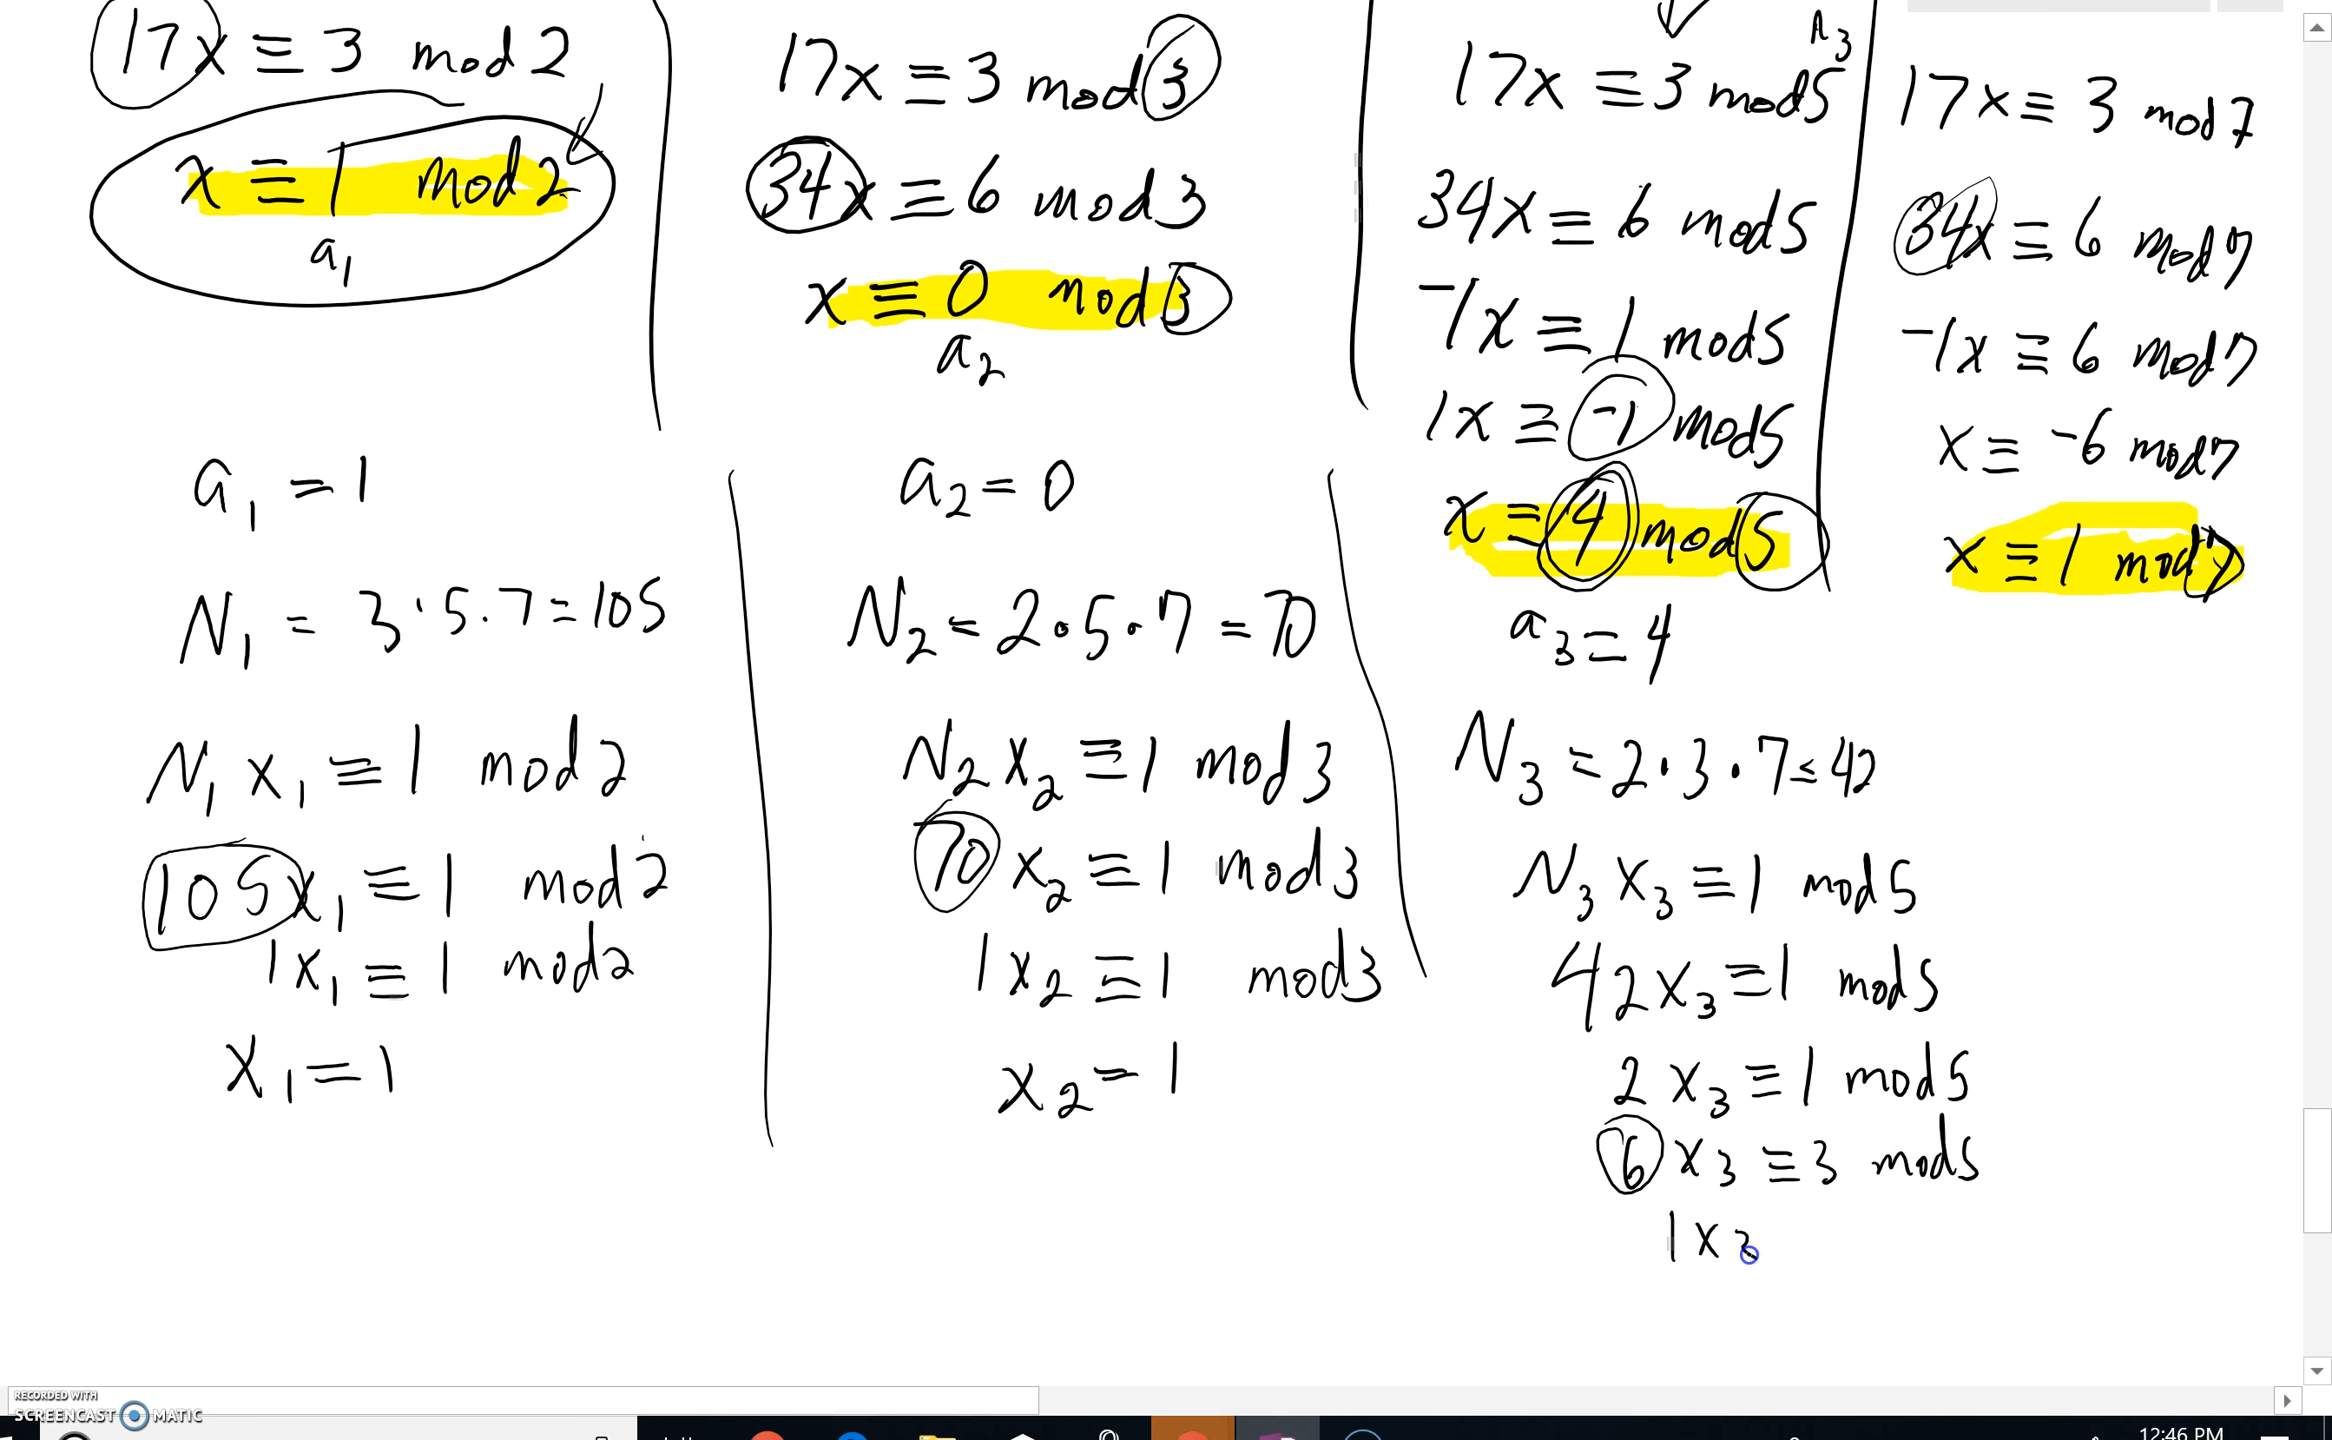 17x ≡ 3 mod 2
x ≡ 1 mod 2
a₁
a₁ = 1
N₁ = 3·5·7 = 105
N₁ x₁ ≡ 1 mod 2
105x₁ ≡ 1 mod 2
1x₁ ≡ 1 mod 2
x₁ = 1
17x ≡ 3 mod 3
34x ≡ 6 mod 3
x ≡ 0 mod 3
a₂
a₂ = 0
N₂ = 2·5·7 = 70
N₂ x₂ ≡ 1 mod 3
70 x₂ ≡ 1 mod 3
1x₂ ≡ 1 mod 3
x₂ = 1
n₃
17x ≡ 3 mod 5
34x ≡ 6 mod 5
-1x ≡ 1 mod 5
1x ≡ -1 mod 5
x ≡ 4 mod 5
a₃ = 4
N₃ = 2·3·7 = 42
N₃ x₃ ≡ 1 mod 5
42x₃ ≡ 1 mod 5
2x₃ ≡ 1 mod 5
6x₃ ≡ 3 mod 5
1x₃
17x ≡ 3 mod 7
34x ≡ 6 mod 7
-1x ≡ 6 mod 7
x ≡ -6 mod 7
x ≡ 1 mod 7
RECORDED WITH
SCREENCAST MATIC
12:46 PM